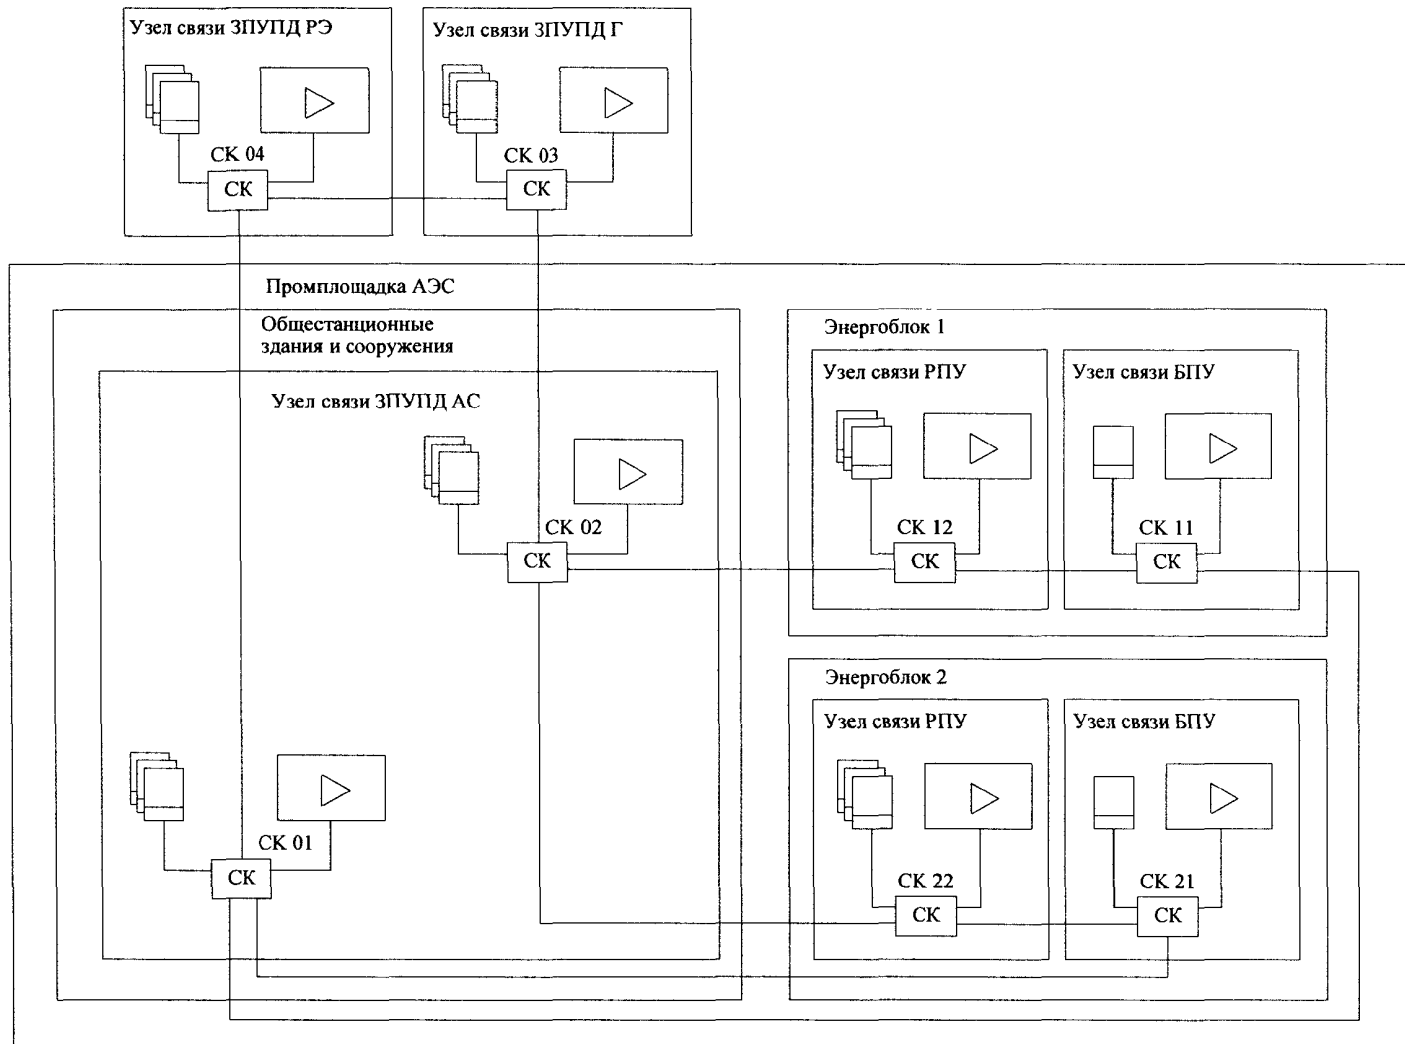 Узел связи ЗПУПД РЭ
Узел связи ЗПУПД Г
СК 04
СК
СК 03
СК
Промплощадка АЭС
Общестанционные
здания и сооружения
Узел связи ЗПУПД АС
СК 02
СК
СК 01
СК
Энергоблок 1
Узел связи РПУ
СК 12
СК
Узел связи БПУ
СК 11
СК
Энергоблок 2
Узел связи РПУ
СК 22
СК
Узел связи БПУ
СК 21
СК